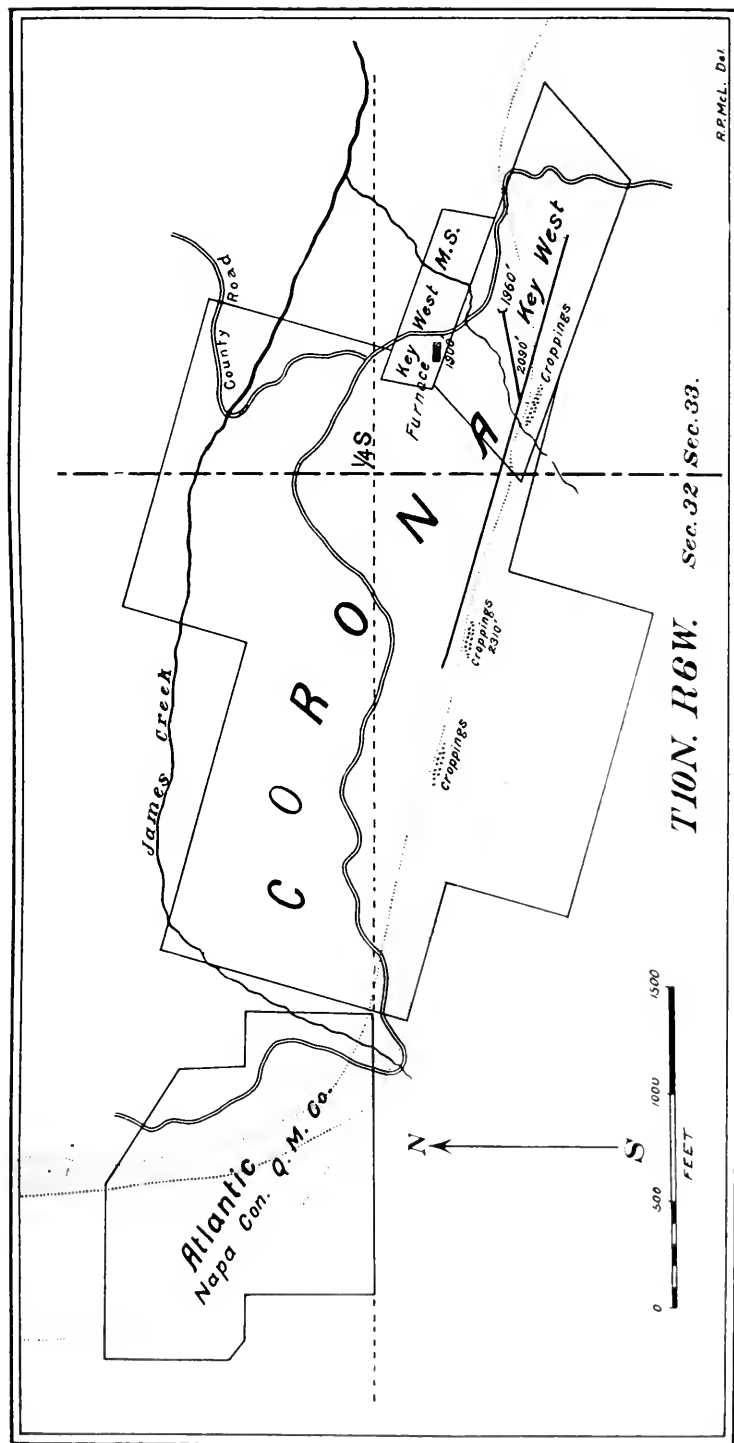 Atlantic
Napa Con. Q. M. Co.
James Creek
County Road
CORONA
¼S
Key West M.S.
Furnace
1900'
1960'
2090'
Key West
Croppings
Croppings
2310'
Croppings
N
S
0 500 1000 1500
FEET
T10N. R6W. Sec. 32 Sec. 33.
R.P. McL. Del.